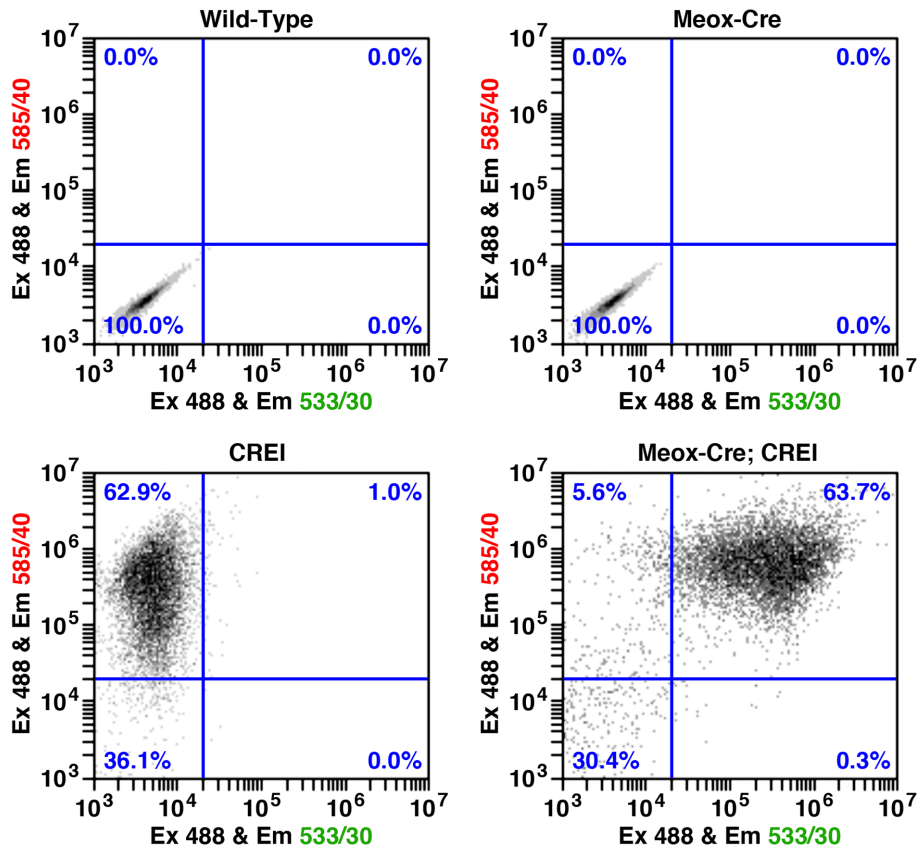 Wild-Type
10^7
0.0% 0.0%
10^6
10^5
10^4
100.0% 0.0%
10^3
10^3 10^4 10^5 10^6 10^7
Ex 488 & Em 585/40
Ex 488 & Em 533/30
Meox-Cre
10^7
0.0% 0.0%
10^6
10^5
10^4
100.0% 0.0%
10^3
10^3 10^4 10^5 10^6 10^7
Ex 488 & Em 585/40
Ex 488 & Em 533/30
CREI
10^7
62.9% 1.0%
10^6
10^5
10^4
36.1% 0.0%
10^3
10^3 10^4 10^5 10^6 10^7
Ex 488 & Em 585/40
Ex 488 & Em 533/30
Meox-Cre; CREI
10^7
5.6% 63.7%
10^6
10^5
10^4
30.4% 0.3%
10^3
10^3 10^4 10^5 10^6 10^7
Ex 488 & Em 585/40
Ex 488 & Em 533/30